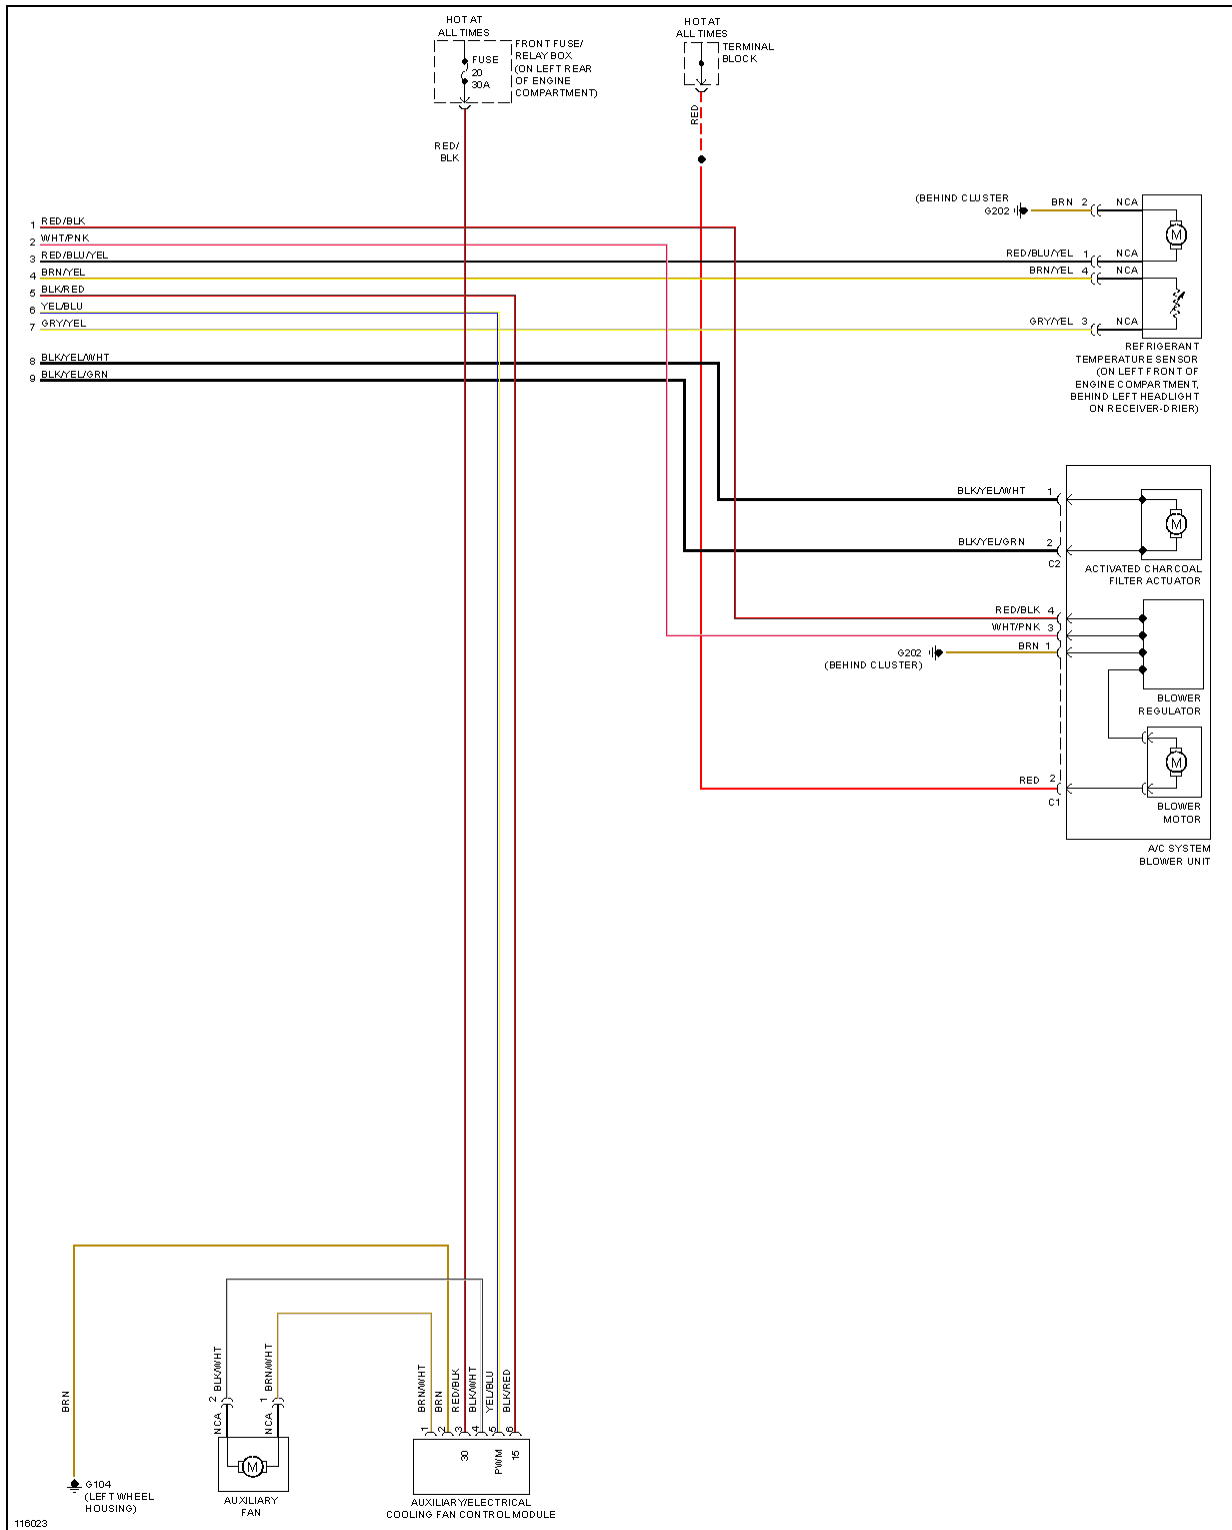 HOT AT
ALL TIMES
FUSE
20
30A
FRONT FUSE/
RELAY BOX
(ON LEFT REAR
OF ENGINE
COMPARTMENT)
RED/
BLK
HOT AT
ALL TIMES
TERMINAL
BLOCK
RED
1 RED/BLK
2 WHT/PNK
3 RED/BLU/YEL
4 BRN/YEL
5 BLK/RED
6 YEL/BLU
7 GRY/YEL
8 BLK/YEL/WHT
9 BLK/YEL/GRN
(BEHIND CLUSTER
G202
BRN 2 NCA
M
RED/BLU/YEL 1 NCA
BRN/YEL 4 NCA
GRY/YEL 3 NCA
REFRIGERANT
TEMPERATURE SENSOR
(ON LEFT FRONT OF
ENGINE COMPARTMENT,
BEHIND LEFT HEADLIGHT
ON RECEIVER-DRIER)
BLK/YEL/WHT 1
M
BLK/YEL/GRN 2
C2
ACTIVATED CHARCOAL
FILTER ACTUATOR
RED/BLK 4
WHT/PNK 3
BRN 1
G202
(BEHIND CLUSTER)
BLOWER
REGULATOR
M
RED 2
C1
BLOWER
MOTOR
A/C SYSTEM
BLOWER UNIT
BRN
G104
(LEFT WHEEL
HOUSING)
2 BLK/WHT
1 BRN/WHT
NCA
NCA
M
AUXILIARY
FAN
BRN/WHT
BRN
RED/BLK
BLK/WHT
YEL/BLU
BLK/RED
1
2
3
4
5
6
30
PWM
15
AUXILIARY/ELECTRICAL
COOLING FAN CONTROL MODULE
116023